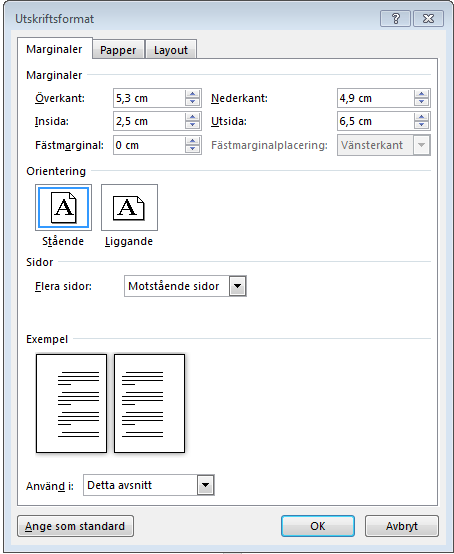 Utskriftsformat
Marginaler Papper Layout
Marginaler
Överkant: 5,3 cm Nederkant: 4,9 cm
Insida: 2,5 cm Utsida: 6,5 cm
Fästmarginal: 0 cm Fästmarginalplacering: Vänsterkant
Orientering
A A
Stående Liggande
Sidor
Flera sidor: Motstående sidor
Exempel
Använd i: Detta avsnitt
Ange som standard OK Avbryt